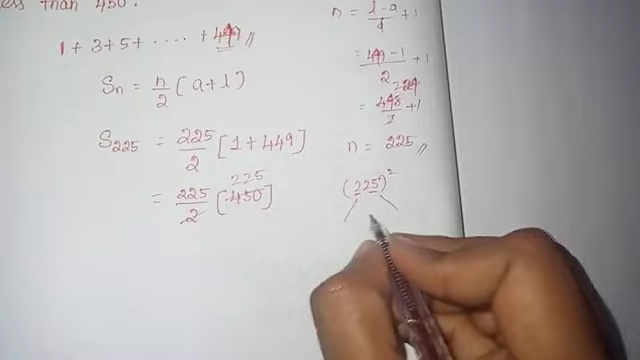 less than 450.
1 + 3 + 5 + ..... + 449 //
Sn = n/2 [a+l]
S225 = 225/2 [1+449]
= 225/2 [450] 225
n = l-a/d + 1
= 449-1/2 + 1
= 448/2 + 1 224
n = 225 //
(225)²